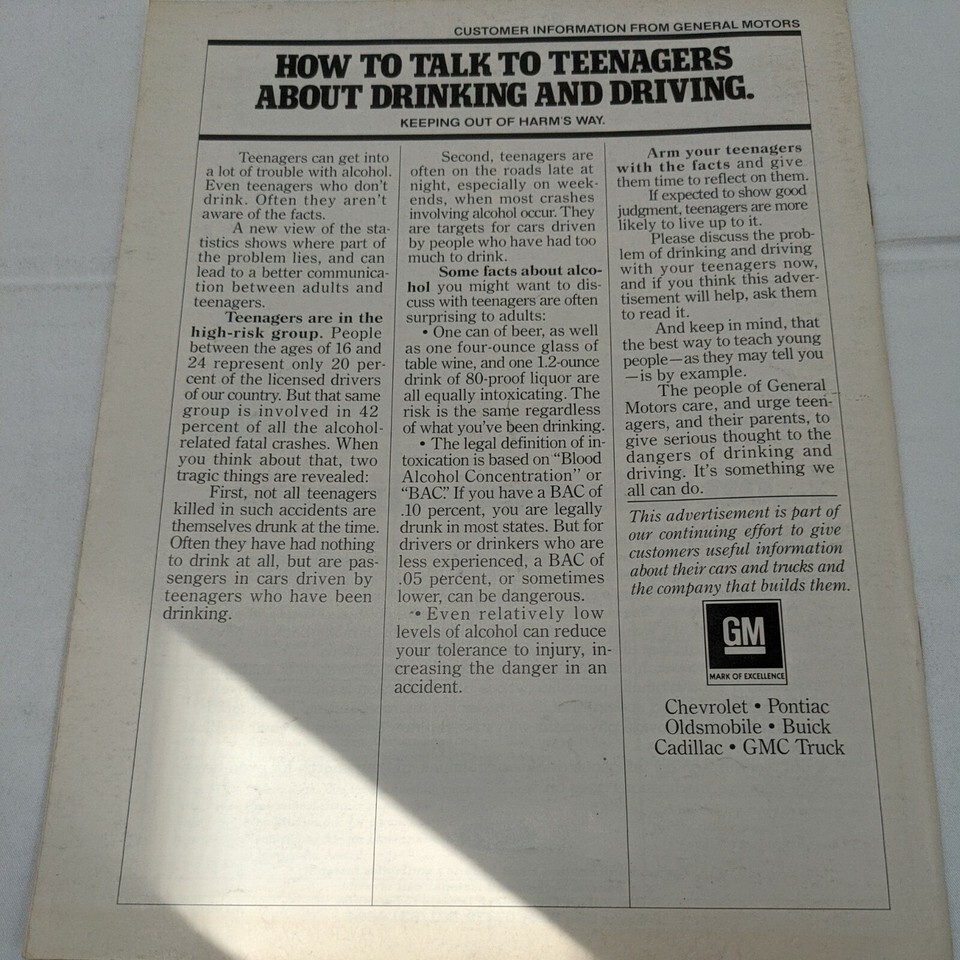 CUSTOMER INFORMATION FROM GENERAL MOTORS
HOW TO TALK TO TEENAGERS
ABOUT DRINKING AND DRIVING.
KEEPING OUT OF HARM'S WAY.
Teenagers can get into
a lot of trouble with alcohol.
Even teenagers who don't
drink. Often they aren't
aware of the facts.
A new view of the sta-
tistics shows where part of
the problem lies, and can
lead to a better communica-
tion between adults and
teenagers.
Teenagers are in the
high-risk group. People
between the ages of 16 and
24 represent only 20 per-
cent of the licensed drivers
of our country. But that same
group is involved in 42
percent of all the alcohol-
related fatal crashes. When
you think about that, two
tragic things are revealed:
First, not all teenagers
killed in such accidents are
themselves drunk at the time.
Often they have had nothing
to drink at all, but are pas-
sengers in cars driven by
teenagers who have been
drinking.
Second, teenagers are
often on the roads late at
night, especially on week-
ends, when most crashes
involving alcohol occur. They
are targets for cars driven
by people who have had too
much to drink.
Some facts about alco-
hol you might want to dis-
cuss with teenagers are often
surprising to adults:
• One can of beer, as well
as one four-ounce glass of
table wine, and one 1.2-ounce
drink of 80-proof liquor are
all equally intoxicating. The
risk is the same regardless
of what you've been drinking.
• The legal definition of in-
toxication is based on "Blood
Alcohol Concentration" or
"BAC." If you have a BAC of
.10 percent, you are legally
drunk in most states. But for
drivers or drinkers who are
less experienced, a BAC of
.05 percent, or sometimes
lower, can be dangerous.
• Even relatively low
levels of alcohol can reduce
your tolerance to injury, in-
creasing the danger in an
accident.
Arm your teenagers
with the facts and give
them time to reflect on them.
If expected to show good
judgment, teenagers are more
likely to live up to it.
Please discuss the prob-
lem of drinking and driving
with your teenagers now,
and if you think this adver-
tisement will help, ask them
to read it.
And keep in mind, that
the best way to teach young
people—as they may tell you
—is by example.
The people of General
Motors care, and urge teen-
agers, and their parents, to
give serious thought to the
dangers of drinking and
driving. It's something we
all can do.
This advertisement is part of
our continuing effort to give
customers useful information
about their cars and trucks and
the company that builds them.
GM
MARK OF EXCELLENCE
Chevrolet • Pontiac
Oldsmobile • Buick
Cadillac • GMC Truck